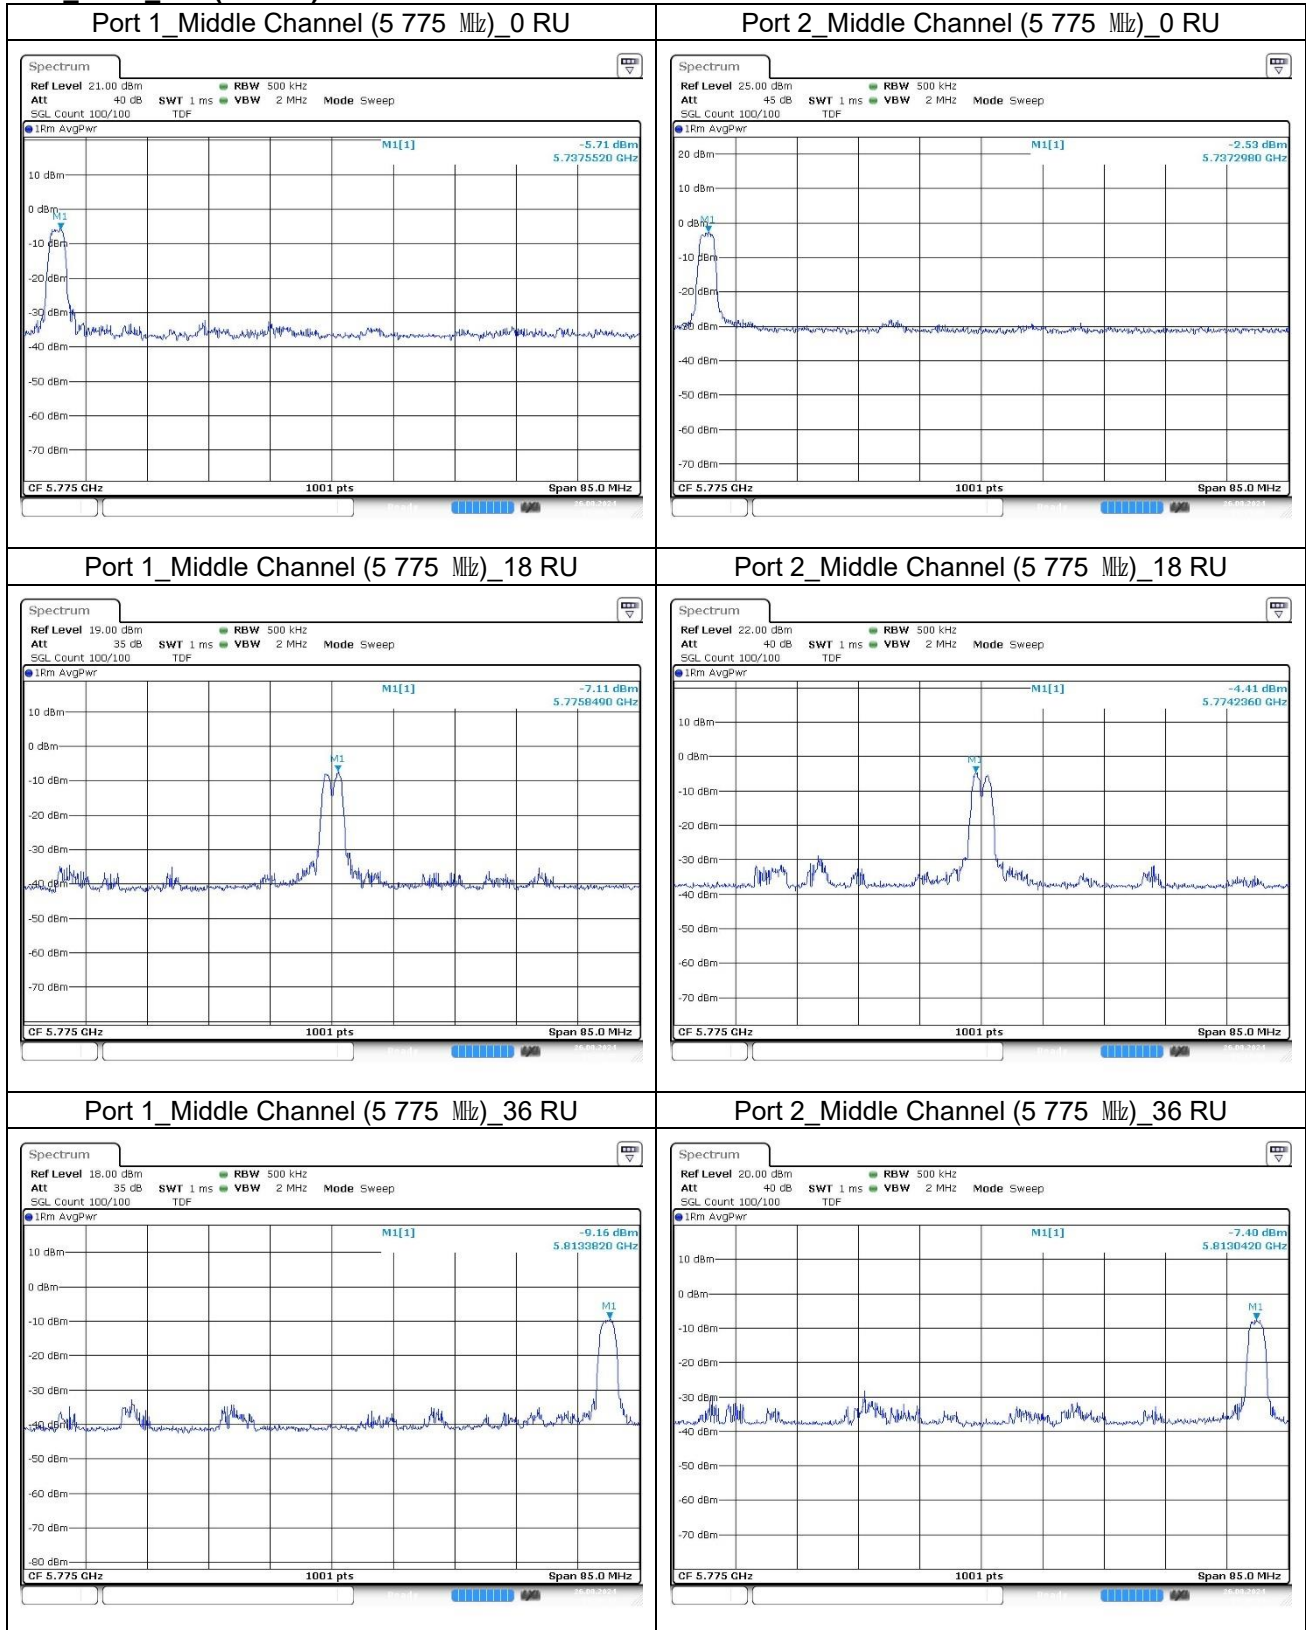 Port 1_Middle Channel (5 775 ㎒)_0 RU
Port 2_Middle Channel (5 775 ㎒)_0 RU
Spectrum
Ref Level 21.00 dBm RBW 500 kHz
Att 40 dB SWT 1 ms VBW 2 MHz Mode Sweep
SGL Count 100/100 TDF
1Rm AvgPwr
M1[1] -5.71 dBm
5.7375520 GHz
10 dBm
0 dBm
M1
-10 dBm
-20 dBm
-30 dBm
-40 dBm
-50 dBm
-60 dBm
-70 dBm
CF 5.775 GHz 1001 pts Span 85.0 MHz
Spectrum
Ref Level 25.00 dBm RBW 500 kHz
Att 45 dB SWT 1 ms VBW 2 MHz Mode Sweep
SGL Count 100/100 TDF
1Rm AvgPwr
M1[1] -2.53 dBm
5.7372980 GHz
20 dBm
10 dBm
0 dBm
M1
-10 dBm
-20 dBm
-30 dBm
-40 dBm
-50 dBm
-60 dBm
-70 dBm
CF 5.775 GHz 1001 pts Span 85.0 MHz
Port 1_Middle Channel (5 775 ㎒)_18 RU
Port 2_Middle Channel (5 775 ㎒)_18 RU
Spectrum
Ref Level 19.00 dBm RBW 500 kHz
Att 35 dB SWT 1 ms VBW 2 MHz Mode Sweep
SGL Count 100/100 TDF
1Rm AvgPwr
M1[1] -7.11 dBm
5.7758490 GHz
10 dBm
0 dBm
M1
-10 dBm
-20 dBm
-30 dBm
-40 dBm
-50 dBm
-60 dBm
-70 dBm
CF 5.775 GHz 1001 pts Span 85.0 MHz
Spectrum
Ref Level 22.00 dBm RBW 500 kHz
Att 40 dB SWT 1 ms VBW 2 MHz Mode Sweep
SGL Count 100/100 TDF
1Rm AvgPwr
M1[1] -4.41 dBm
5.7742360 GHz
10 dBm
0 dBm
M1
-10 dBm
-20 dBm
-30 dBm
-40 dBm
-50 dBm
-60 dBm
-70 dBm
CF 5.775 GHz 1001 pts Span 85.0 MHz
Port 1_Middle Channel (5 775 ㎒)_36 RU
Port 2_Middle Channel (5 775 ㎒)_36 RU
Spectrum
Ref Level 18.00 dBm RBW 500 kHz
Att 35 dB SWT 1 ms VBW 2 MHz Mode Sweep
SGL Count 100/100 TDF
1Rm AvgPwr
M1[1] -9.16 dBm
5.8133820 GHz
10 dBm
0 dBm
M1
-10 dBm
-20 dBm
-30 dBm
-40 dBm
-50 dBm
-60 dBm
-70 dBm
-80 dBm
CF 5.775 GHz 1001 pts Span 85.0 MHz
Spectrum
Ref Level 20.00 dBm RBW 500 kHz
Att 40 dB SWT 1 ms VBW 2 MHz Mode Sweep
SGL Count 100/100 TDF
1Rm AvgPwr
M1[1] -7.40 dBm
5.8130420 GHz
10 dBm
0 dBm
M1
-10 dBm
-20 dBm
-30 dBm
-40 dBm
-50 dBm
-60 dBm
-70 dBm
CF 5.775 GHz 1001 pts Span 85.0 MHz